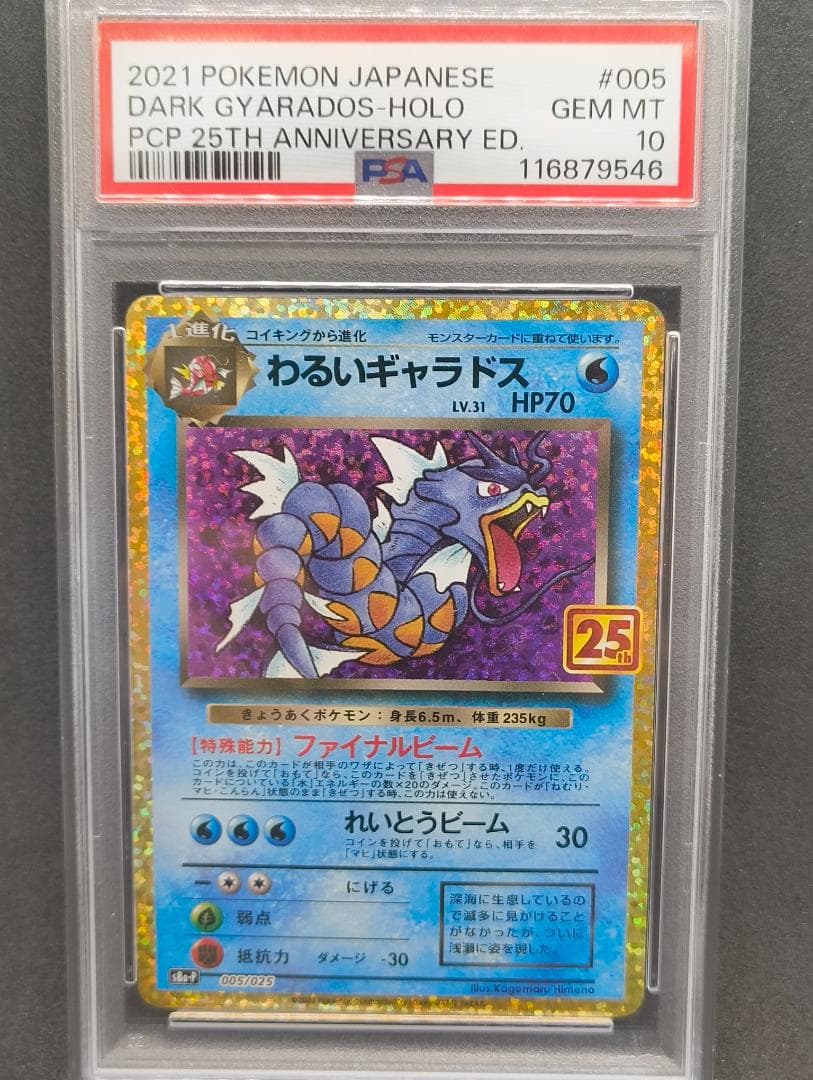 2021 POKEMON JAPANESE #005
DARK GYARADOS-HOLO GEM MT
PCP 25TH ANNIVERSARY ED. 10
PSA 116879546
1進化 コイキングから進化 モンスターカードに重ねて使います。
わるいギャラドス
LV.31 HP70
25th
きょうあくポケモン：身長6.5m、体重235kg
【特殊能力】ファイナルビーム
この力は、このカードが相手のワザによって「きぜつ」する時、1度だけ使える。
コインを投げて「おもて」なら、このカードを「きぜつ」させたポケモンに、この
カードについている「水」エネルギーの数×20のダメージ。このカードが「ねむり・
マヒ・こんらん」状態のまま「きぜつ」する時、この力は使えない。
れいとうビーム 30
コインを投げて「おもて」なら、相手を
「マヒ」状態にする。
にげる
弱点
抵抗力 ダメージ -30
深海に生息しているの
で滅多に見かけること
がなかったが、ついに
浅瀬に姿を現した。
s8a-P 005/025
Illus.Kagemaru Himeno